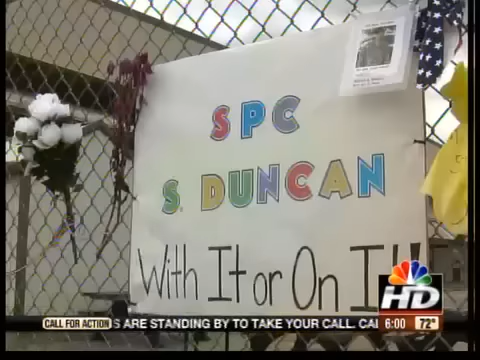 SPC
S. DUNCAN
With It or On It!!
HD
CALL FOR ACTION S ARE STANDING BY TO TAKE YOUR CALL. CAL 6:00 72°